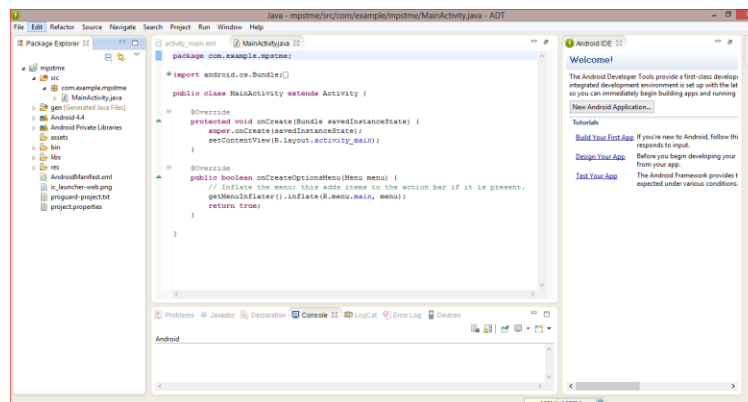 Java - mpstme/src/com/example/mpstme/MainActivity.java - ADT
File Edit Refactor Source Navigate Search Project Run Window Help
Package Explorer
mpstme
src
com.example.mpstme
MainActivity.java
gen [Generated Java Files]
Android 4.4
Android Private Libraries
assets
bin
libs
res
AndroidManifest.xml
ic_launcher-web.png
proguard-project.txt
project.properties
activity_main.xml MainActivity.java
package com.example.mpstme;
import android.os.Bundle;
public class MainActivity extends Activity {
@Override
protected void onCreate(Bundle savedInstanceState) {
super.onCreate(savedInstanceState);
setContentView(R.layout.activity_main);
}
@Override
public boolean onCreateOptionsMenu(Menu menu) {
// Inflate the menu; this adds items to the action bar if it is present.
getMenuInflater().inflate(R.menu.main, menu);
return true;
}
}
Problems Javadoc Declaration Console LogCat Error Log Devices
Android
Android IDE
Welcome!
The Android Developer Tools provide a first-class develope
integrated development environment is set up with the lat
so you can immediately begin building apps and running
New Android Application...
Tutorials
Build Your First App If you're new to Android, follow thi
responds to input.
Design Your App Before you begin developing your
from your app.
Test Your App The Android Framework provides t
expected under various conditions.